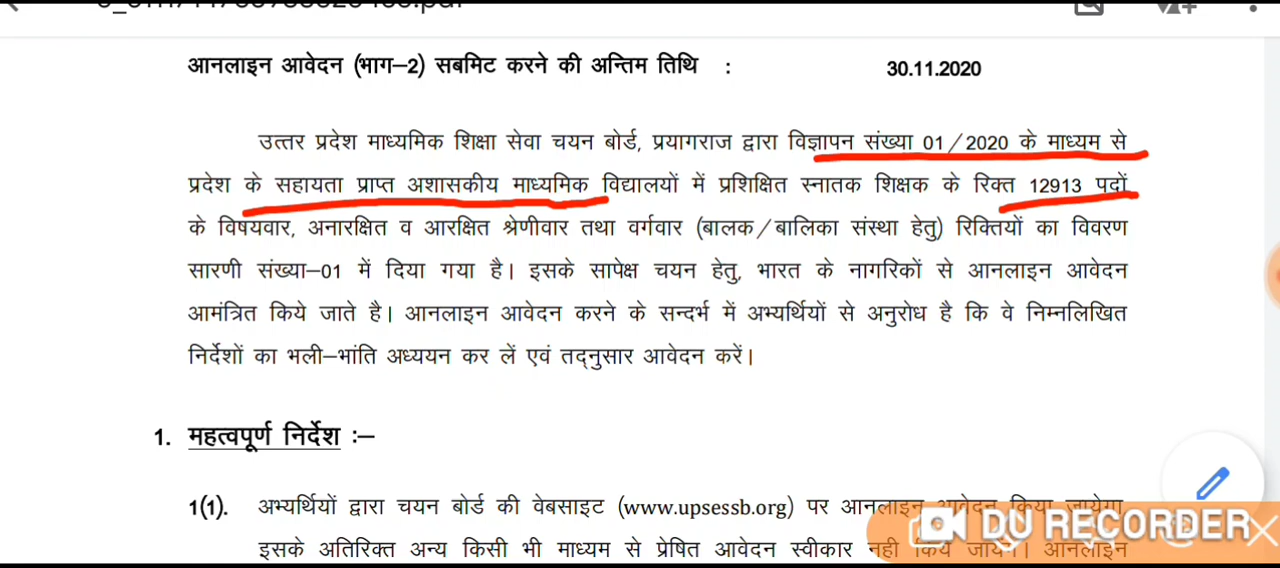 आनलाइन आवेदन (भाग–2) सबमिट करने की अन्तिम तिथि : 30.11.2020
उत्तर प्रदेश माध्यमिक शिक्षा सेवा चयन बोर्ड, प्रयागराज द्वारा विज्ञापन संख्या 01/2020 के माध्यम से
प्रदेश के सहायता प्राप्त अशासकीय माध्यमिक विद्यालयों में प्रशिक्षित स्नातक शिक्षक के रिक्त 12913 पदों
के विषयवार, अनारक्षित व आरक्षित श्रेणीवार तथा वर्गवार (बालक/बालिका संस्था हेतु) रिक्तियों का विवरण
सारणी संख्या–01 में दिया गया है। इसके सापेक्ष चयन हेतु, भारत के नागरिकों से आनलाइन आवेदन
आमंत्रित किये जाते है। आनलाइन आवेदन करने के सन्दर्भ में अभ्यर्थियों से अनुरोध है कि वे निम्नलिखित
निर्देशों का भली–भांति अध्ययन कर लें एवं तद्नुसार आवेदन करें।
1. महत्वपूर्ण निर्देश :–
1(1). अभ्यर्थियों द्वारा चयन बोर्ड की वेबसाइट (www.upsessb.org) पर आनलाइन आवेदन किया जायेगा
इसके अतिरिक्त अन्य किसी भी माध्यम से प्रेषित आवेदन स्वीकार नही किये जायेंगे। आनलाइन
DU RECORDER